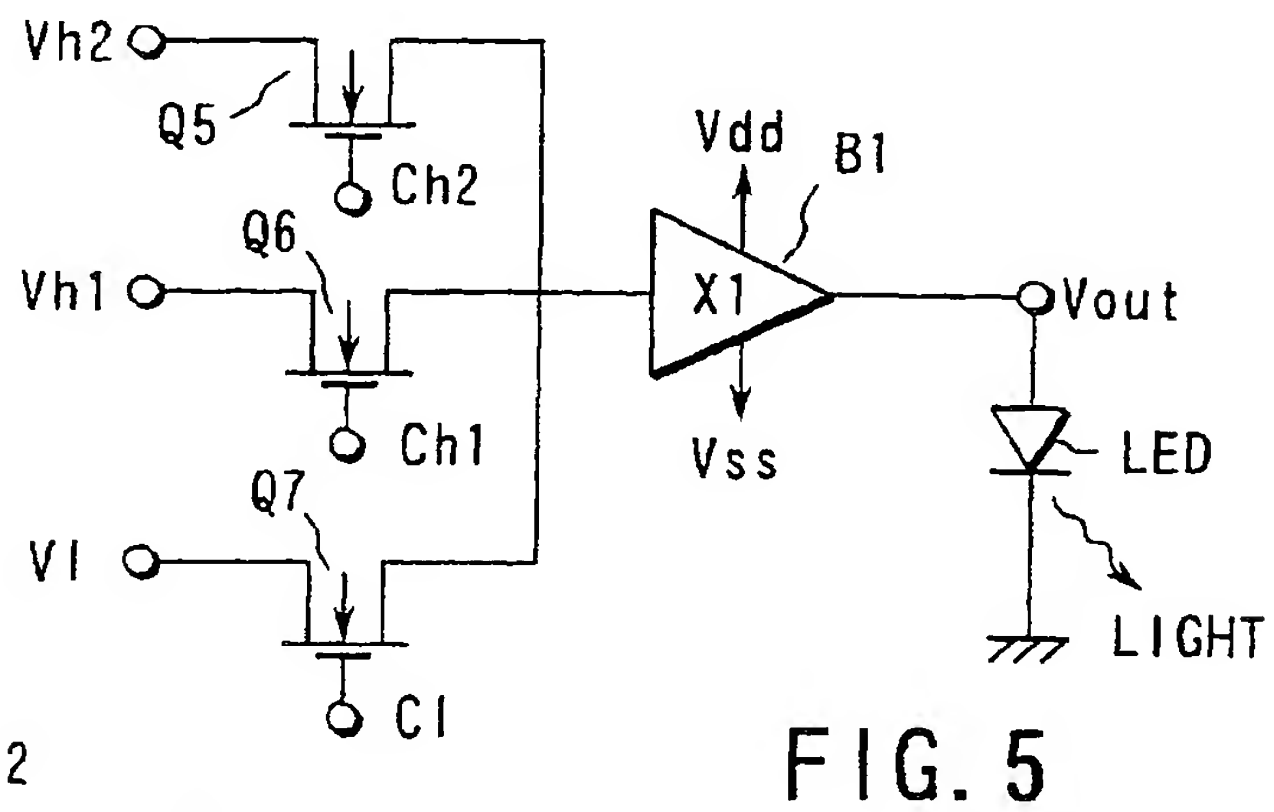 Vh2
Q5
Ch2
Vdd
B1
Q6
Vh1
X1
Vout
Ch1
Vss
LED
Q7
Vl
LIGHT
Cl
2
FIG. 5